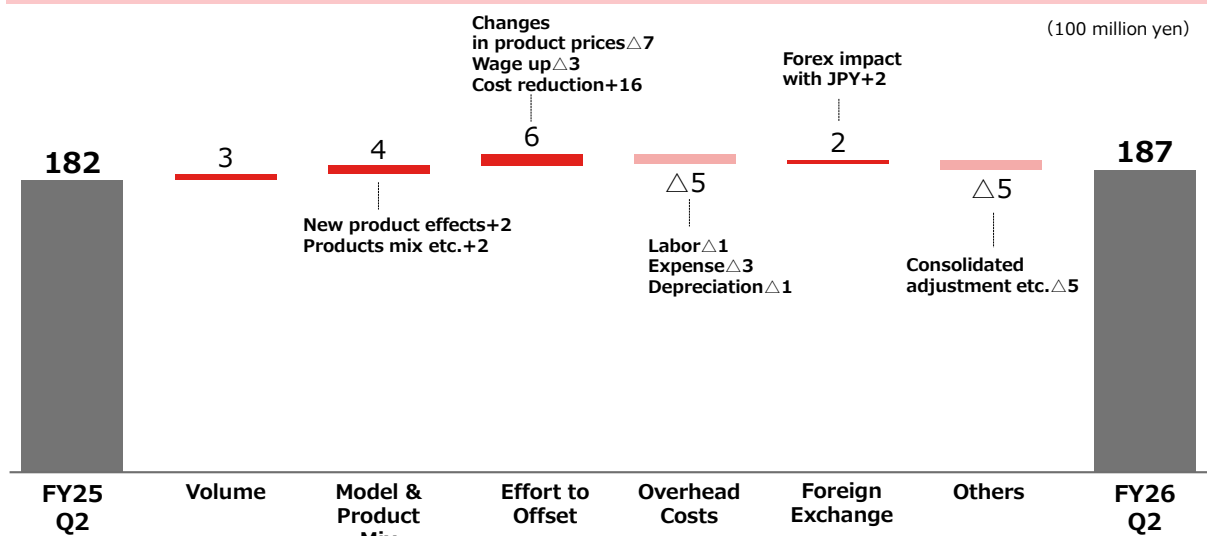 (100 million yen)
Changes
in product prices△7
Wage up△3
Cost reduction+16
Forex impact
with JPY+2
182
3
4
6
△5
2
△5
187
New product effects+2
Products mix etc.+2
Labor△1
Expense△3
Depreciation△1
Consolidated
adjustment etc.△5
FY25
Q2
Volume
Model &
Product
Effort to
Offset
Overhead
Costs
Foreign
Exchange
Others
FY26
Q2